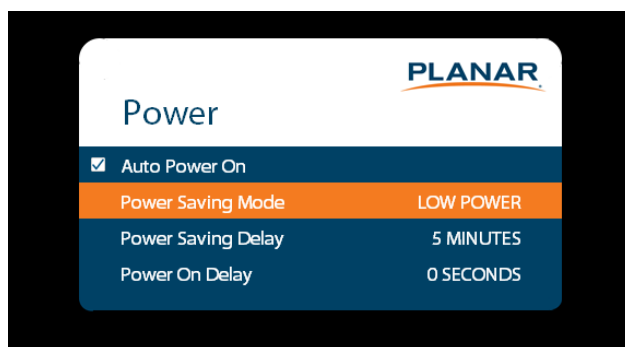 PLANAR
Power
Auto Power On
Power Saving Mode LOW POWER
Power Saving Delay 5 MINUTES
Power On Delay 0 SECONDS